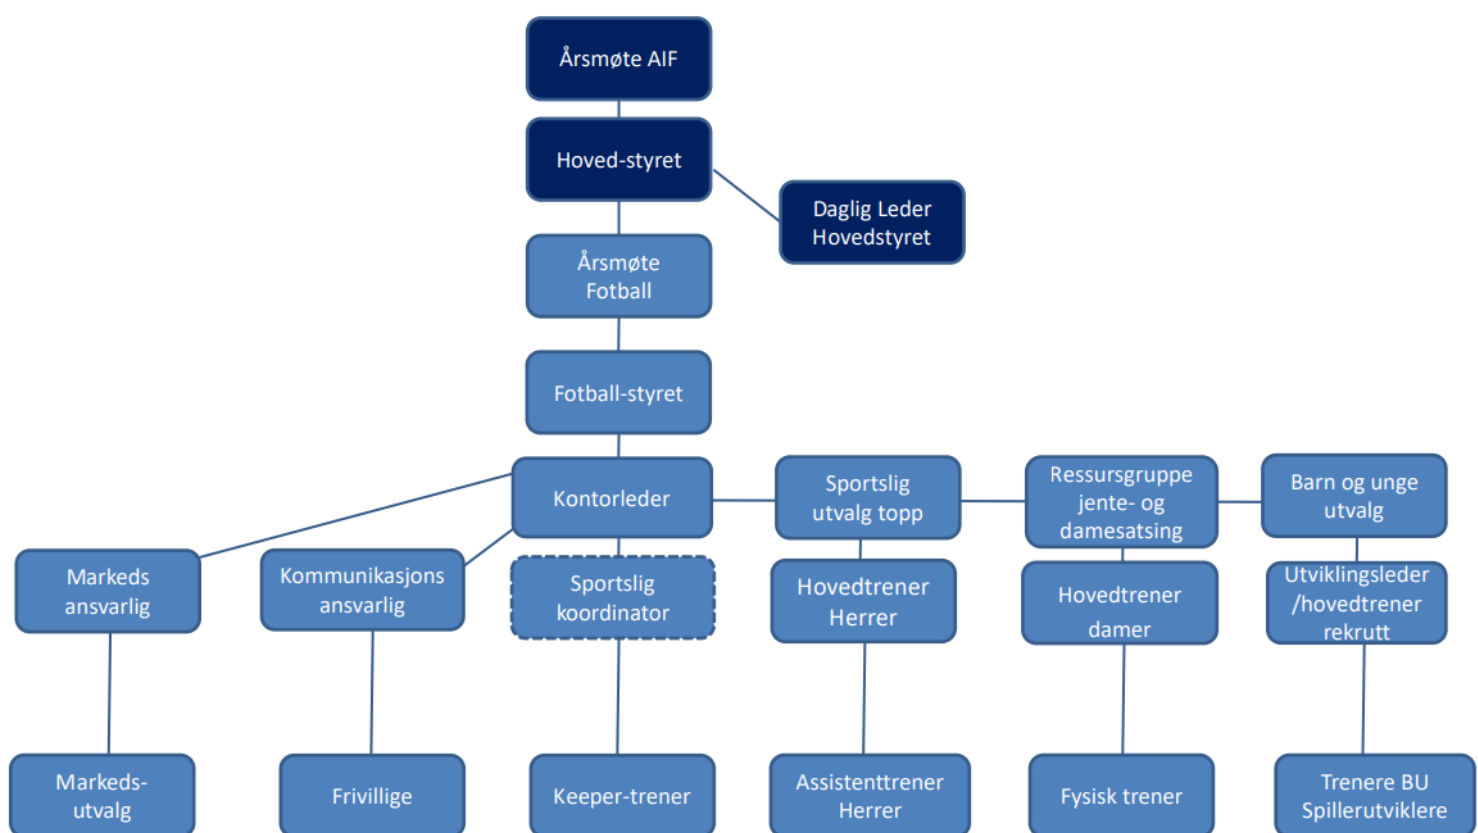 Årsmøte AIF
Hoved-styret
Daglig Leder
Hovedstyret
Årsmøte
Fotball
Fotball-styret
Kontorleder
Sportslig
utvalg topp
Ressursgruppe
jente- og
damesatsing
Barn og unge
utvalg
Markeds
ansvarlig
Kommunikasjons
ansvarlig
Sportslig
koordinator
Hovedtrener
Herrer
Hovedtrener
damer
Utviklingsleder
/hovedtrener
rekrutt
Markeds-
utvalg
Frivillige
Keeper-trener
Assistenttrener
Herrer
Fysisk trener
Trenere BU
Spillerutviklere